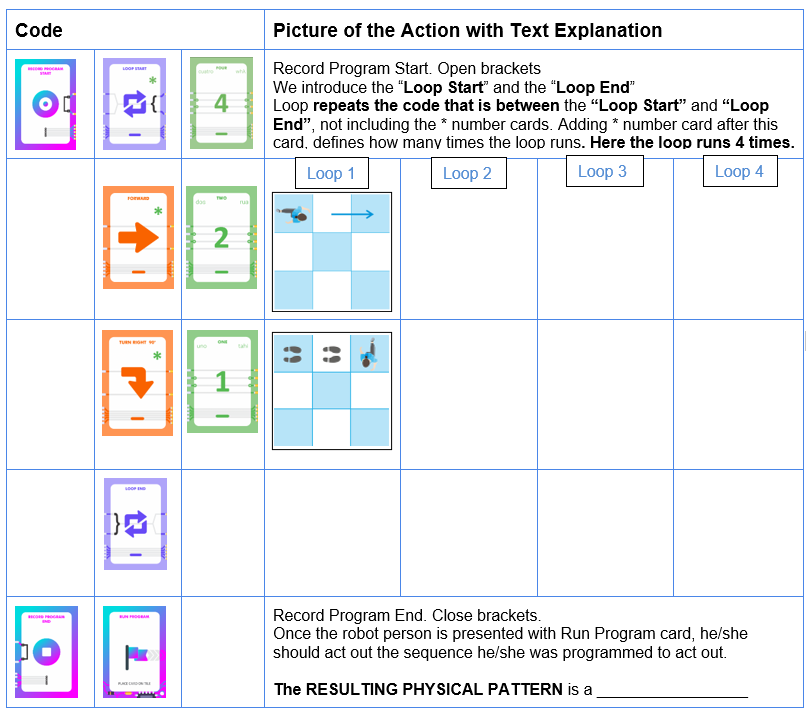 Code
Picture of the Action with Text Explanation
RECORD PROGRAM
START
LOOP START
*
{
FOUR
4
Record Program Start. Open brackets
We introduce the “Loop Start” and the “Loop End”
Loop repeats the code that is between the “Loop Start” and “Loop
End”, not including the * number cards. Adding * number card after this
card, defines how many times the loop runs. Here the loop runs 4 times.
Loop 1
Loop 2
Loop 3
Loop 4
FORWARD
*
TWO
dos
2
TURN RIGHT 90°
*
ONE
uno
1
LOOP END
}
RECORD PROGRAM
END
RUN PROGRAM
Record Program End. Close brackets.
Once the robot person is presented with Run Program card, he/she
should act out the sequence he/she was programmed to act out.
The RESULTING PHYSICAL PATTERN is a __________________